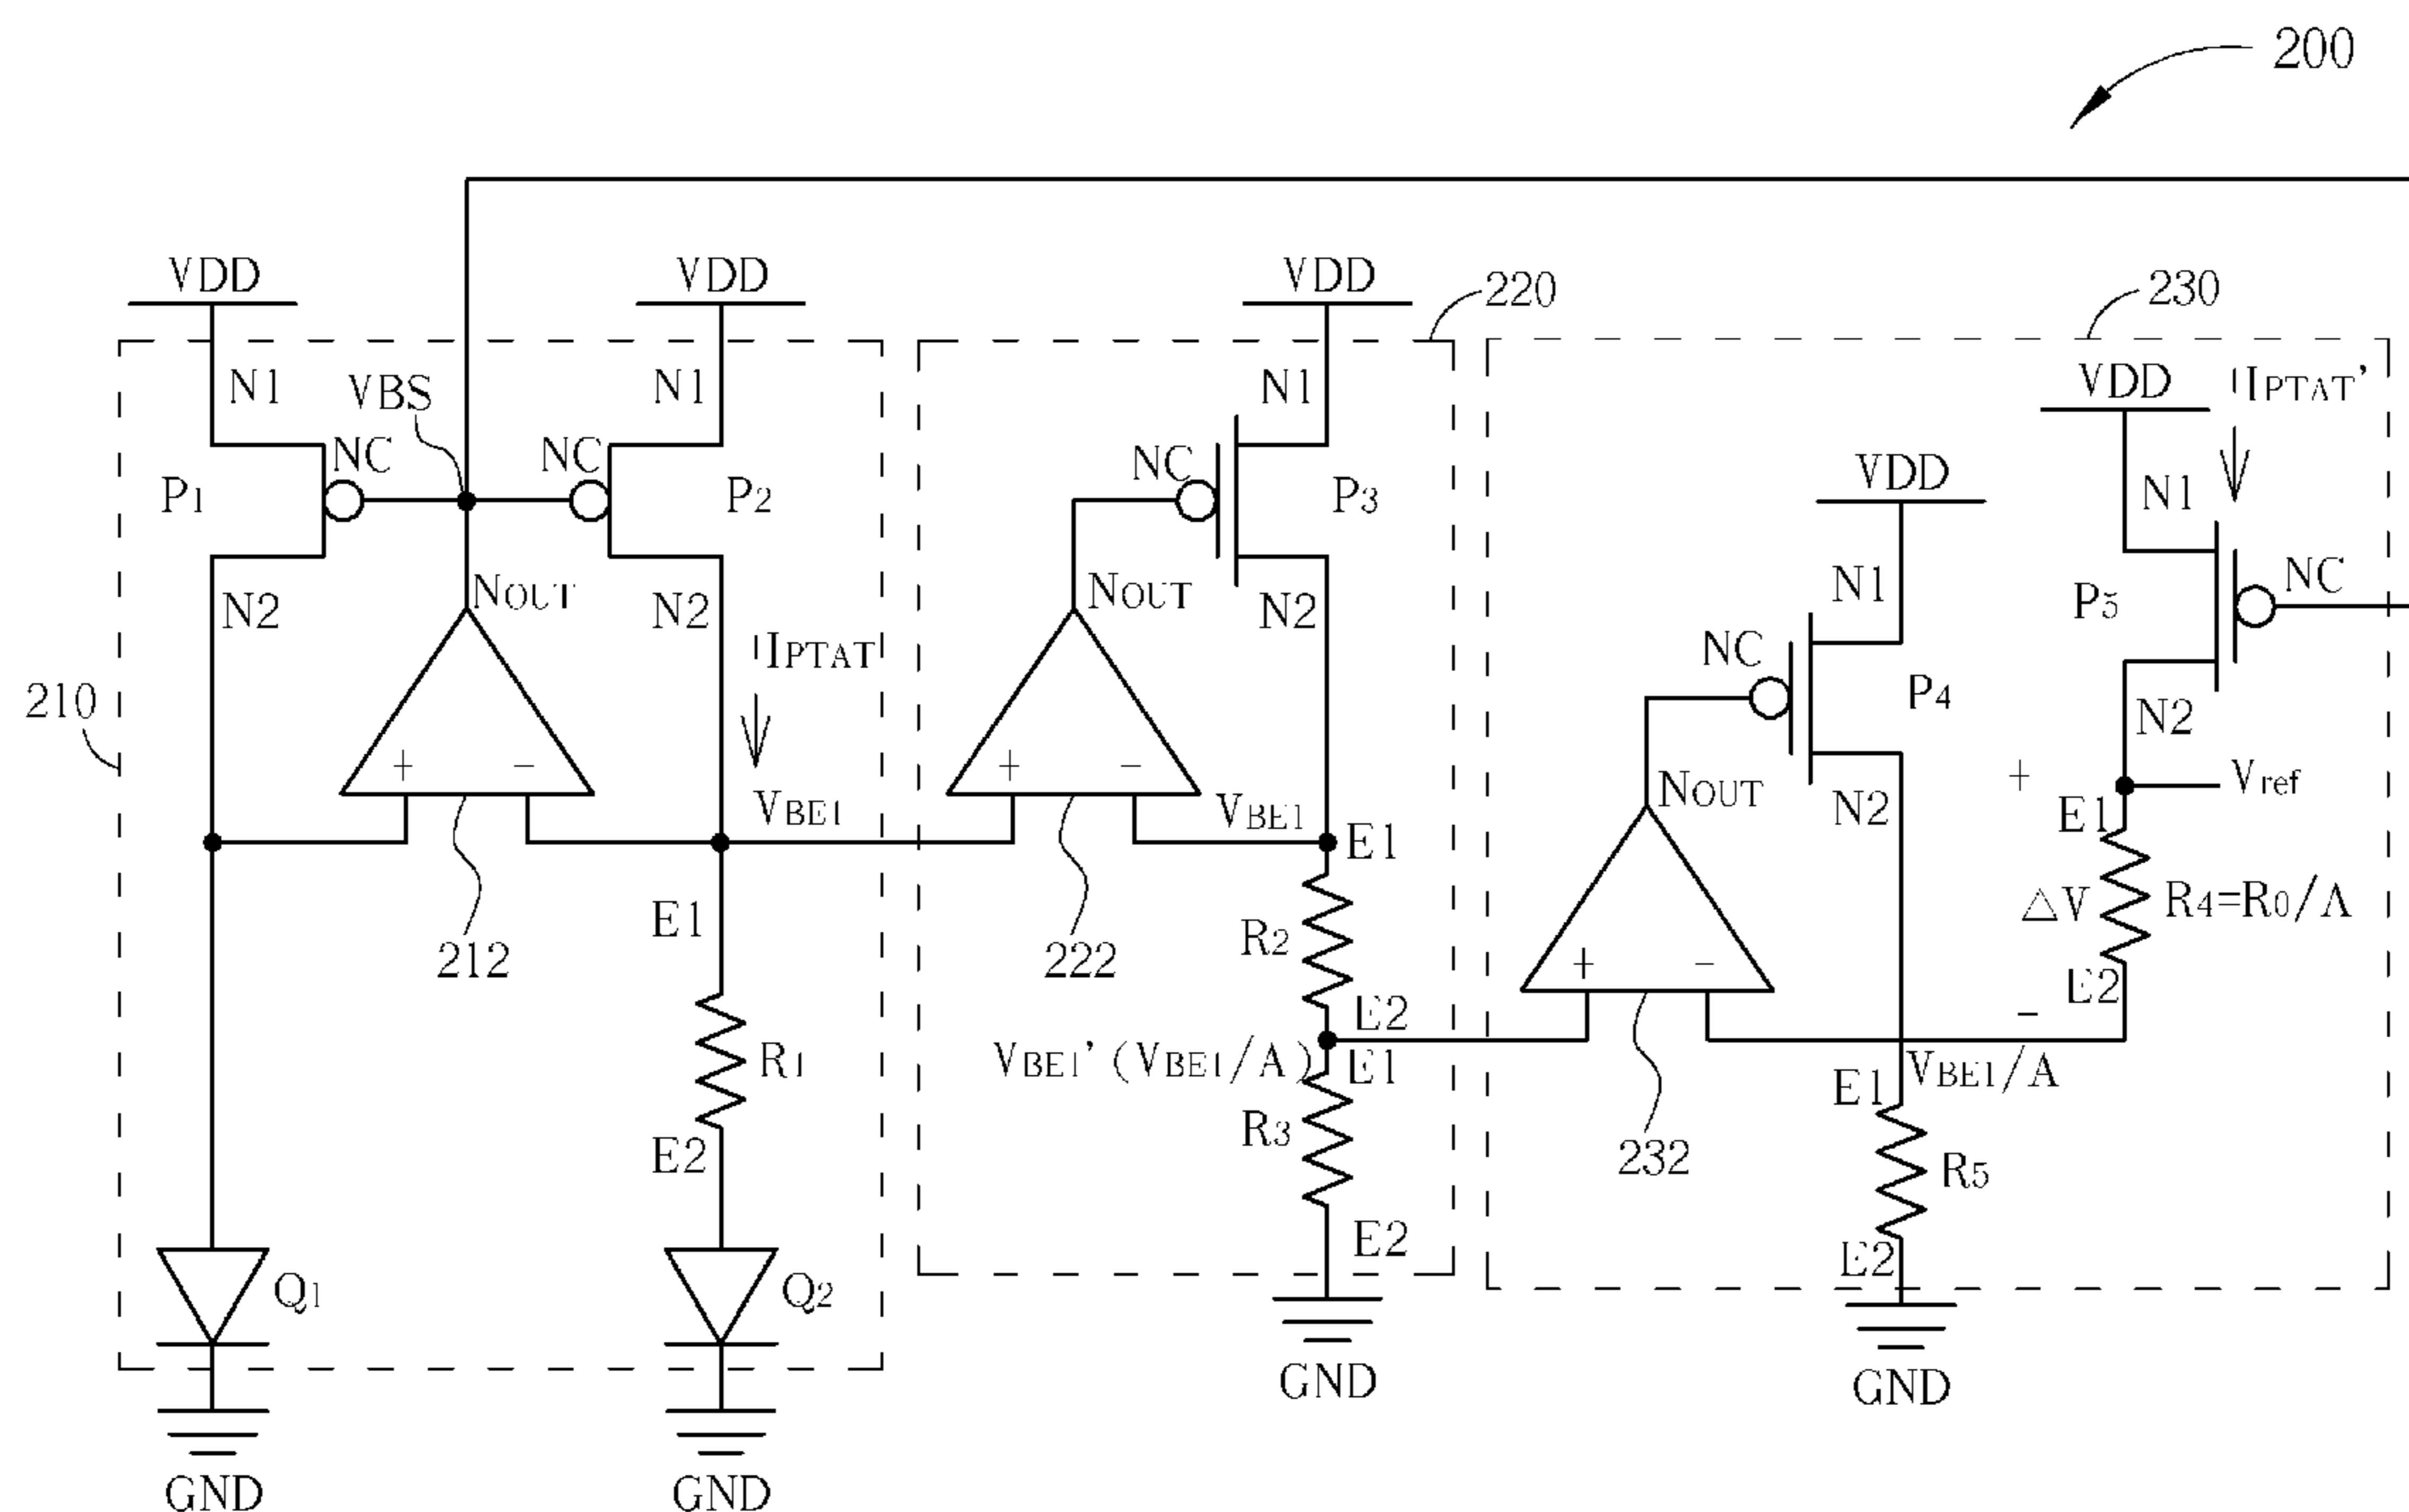 200
VDD
VDD
VDD
220
230
N1
VBS
N1
N1
VDD
IPTAT'
NC
NC
NC
VDD
N1
P1
P2
P3
NOUT
NOUT
N1
P5
NC
N2
N2
N2
IPTAT
NC
P4
210
N2
+ −
+ −
NOUT
N2
+
Vref
VBE1
VBE1
E1
E1
E1
△V
R4=R0/A
212
222
R2
+ −
E2
E2
−
R1
VBE1' (VBE1/A)
E1
E1
VBE1/A
R3
232
E2
R5
E2
E2
Q1
Q2
GND
GND
GND
GND